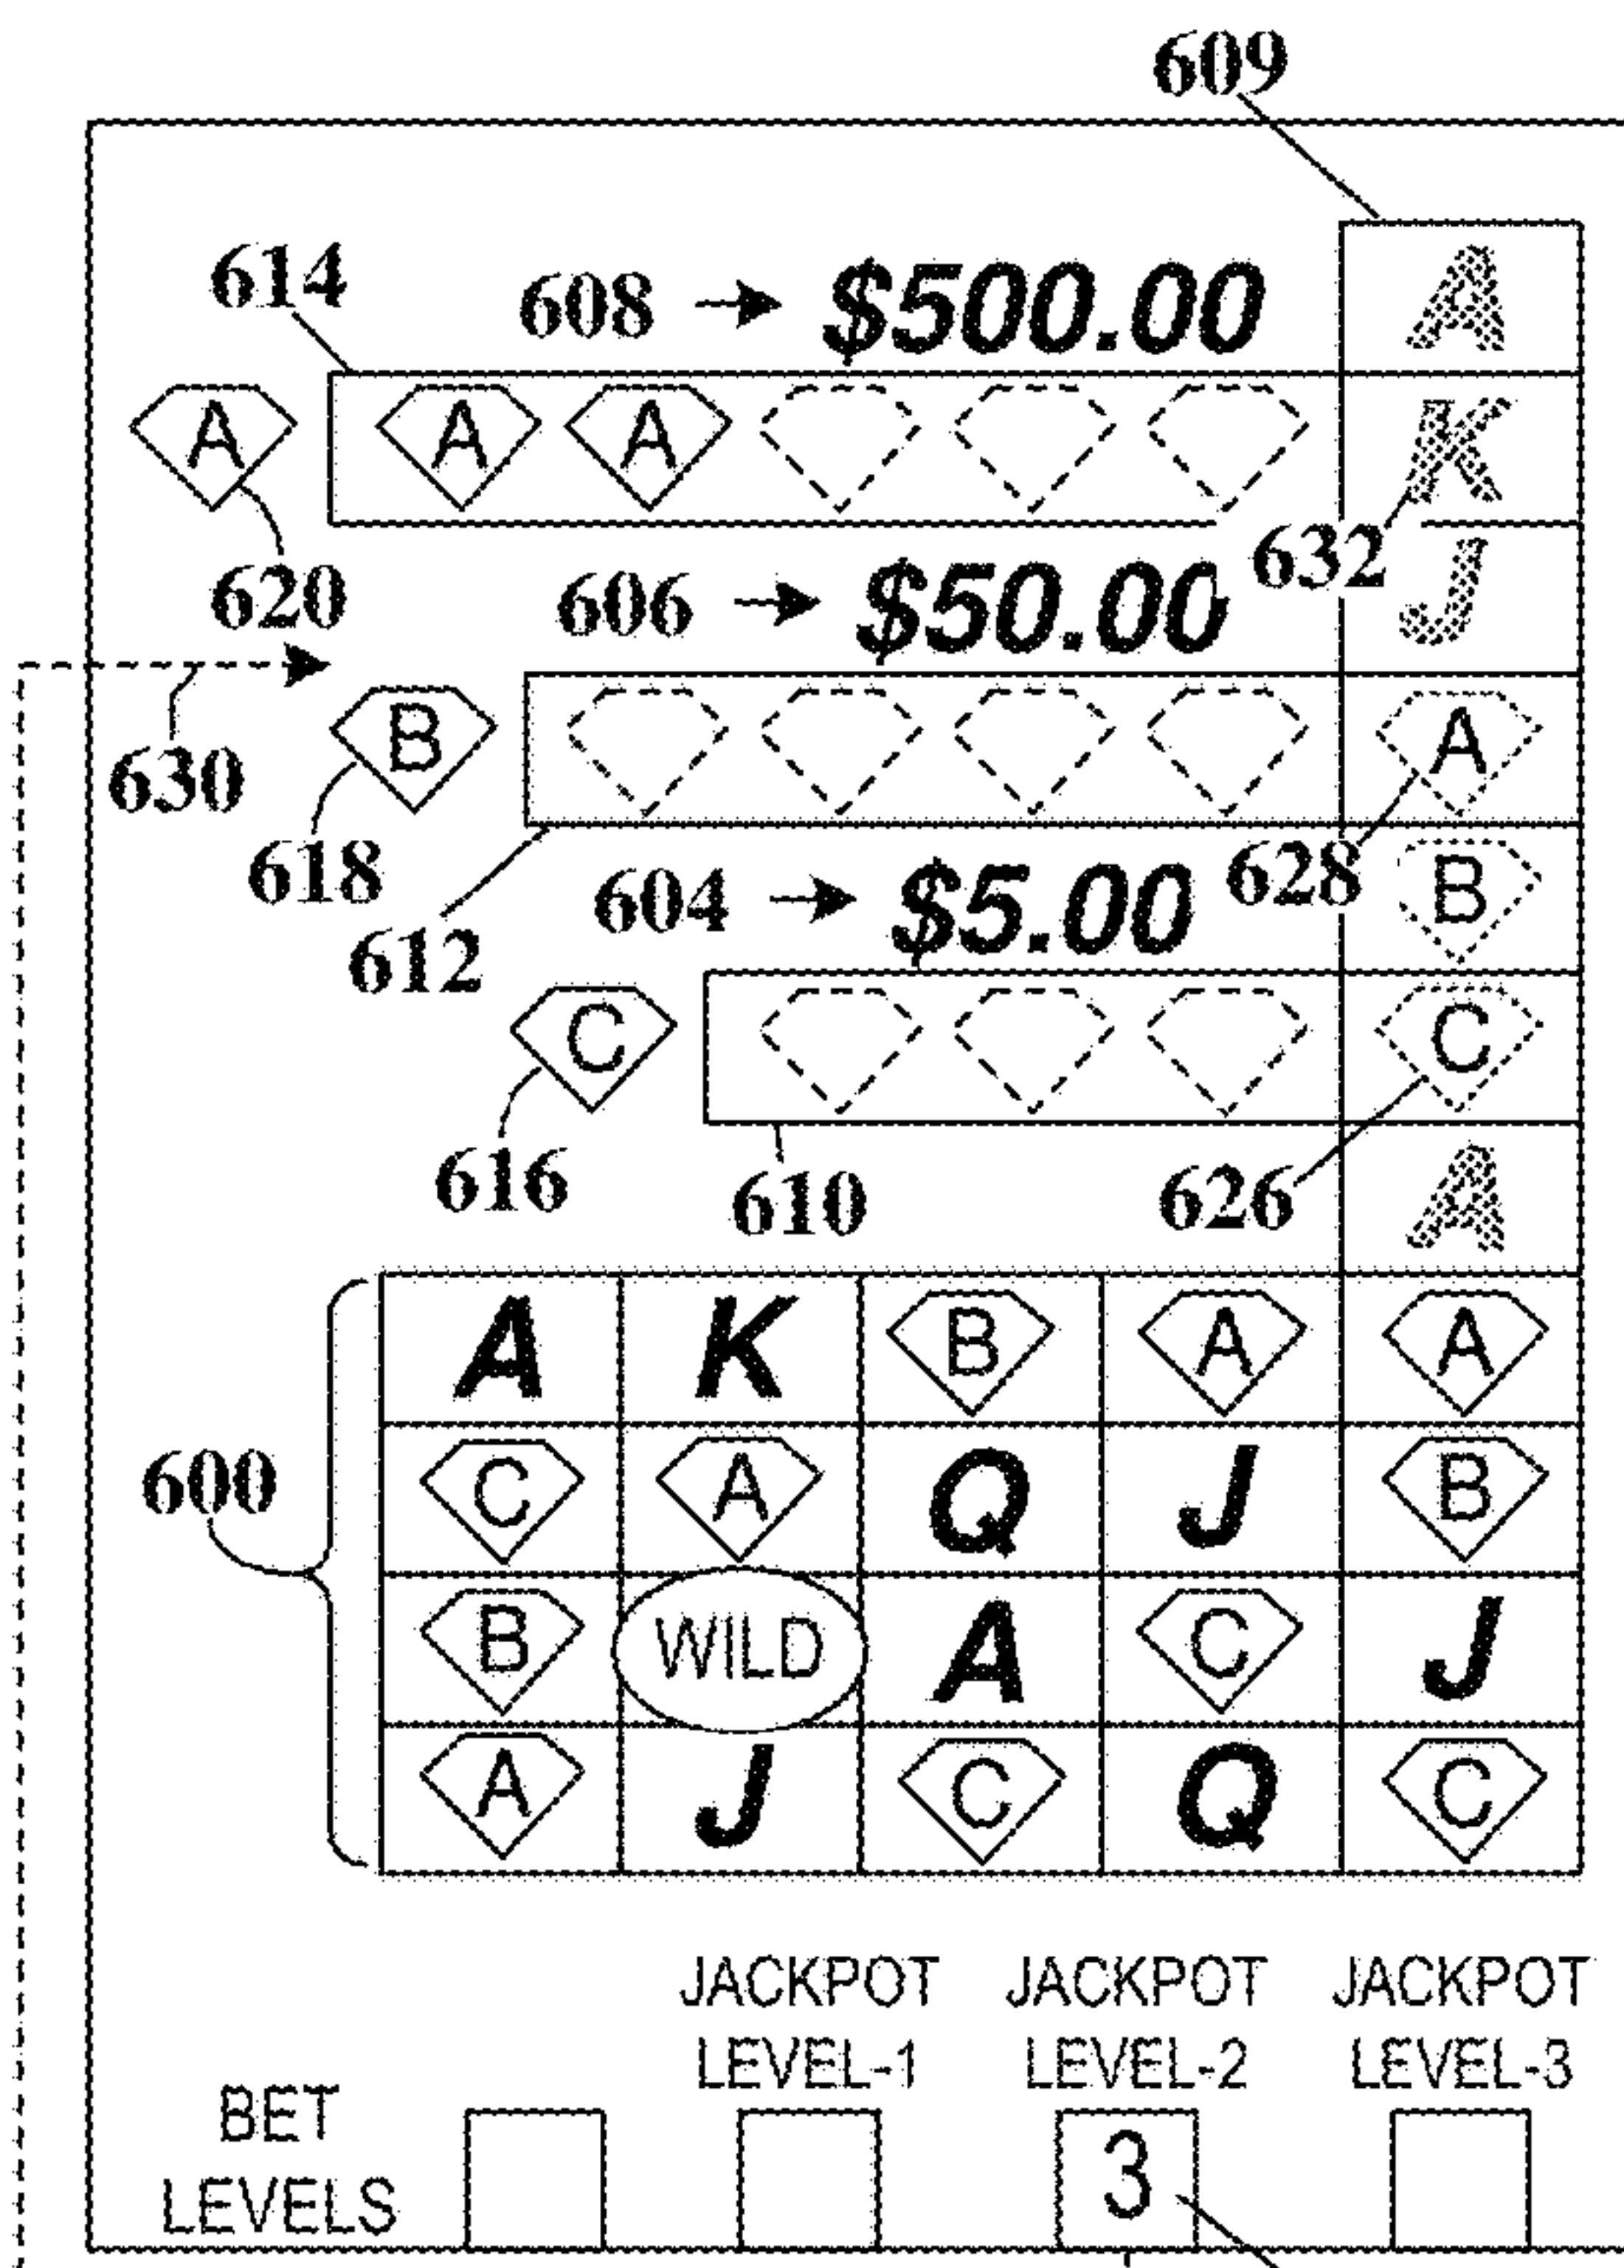 609
614 608 $500.00 A
A A A K
632
620 606 $50.00 J
630 B A
618 628
612 604 $5.00 B
C C
616 610 626 A
A K B A A
600 C A Q J B
B WILD A C J
A J C Q C
JACKPOT JACKPOT JACKPOT
LEVEL-1 LEVEL-2 LEVEL-3
BET
LEVELS 3